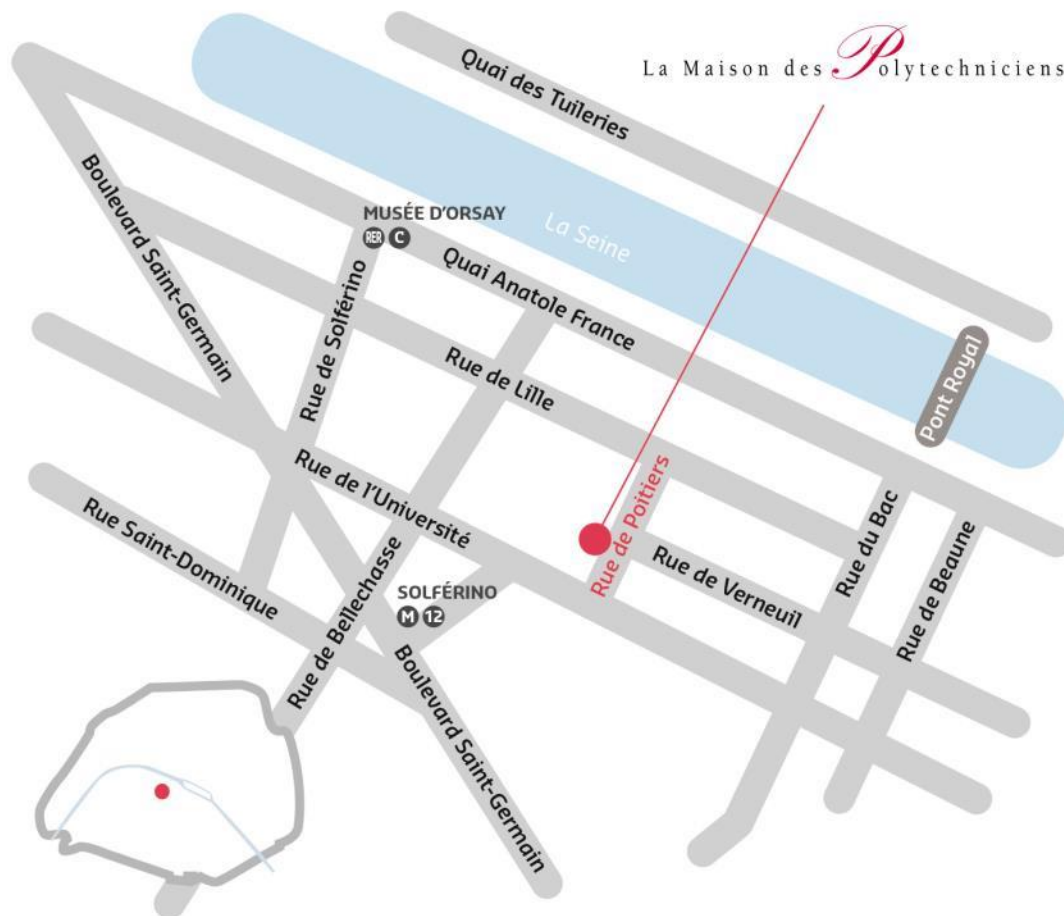 La Maison des Polytechniciens
Quai des Tuileries
La Seine
Boulevard Saint-Germain
MUSÉE D'ORSAY
RER C
Quai Anatole France
Rue de Solférino
Rue de Lille
Pont Royal
Rue de l'Université
Rue de Poitiers
Rue du Bac
Rue de Beaune
Rue de Verneuil
Rue Saint-Dominique
SOLFÉRINO
M 12
Rue de Bellechasse
Boulevard Saint-Germain